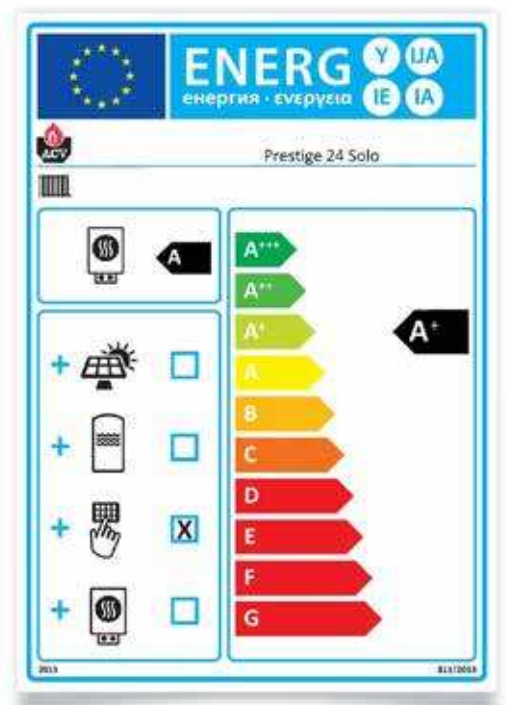 ENERG
Y IJA
IE IA
енергия · ενεργεια
ACV
Prestige 24 Solo
A
A+++
A++
A+
A
B
C
D
E
F
G
A+
X
2015
811/2013